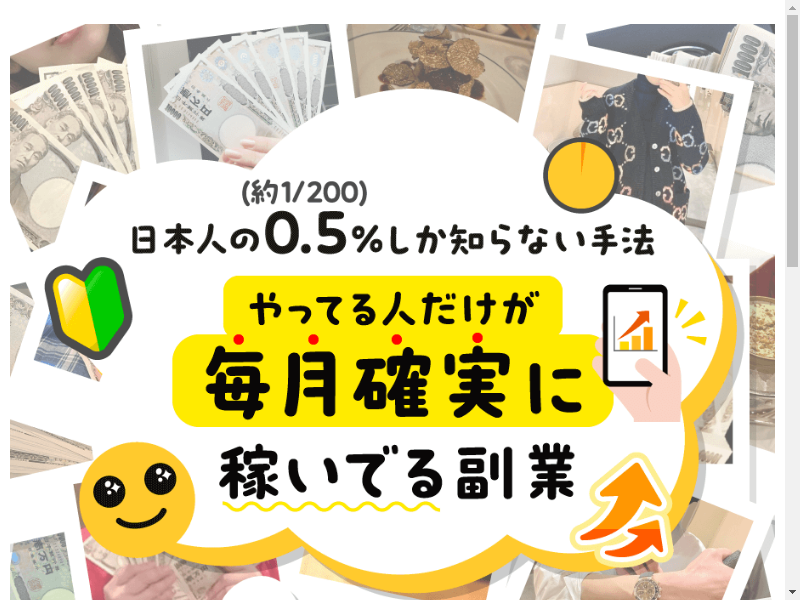 (約1/200)
日本人の0.5%しか知らない手法
やってる人だけが
毎月確実に
稼いでる副業